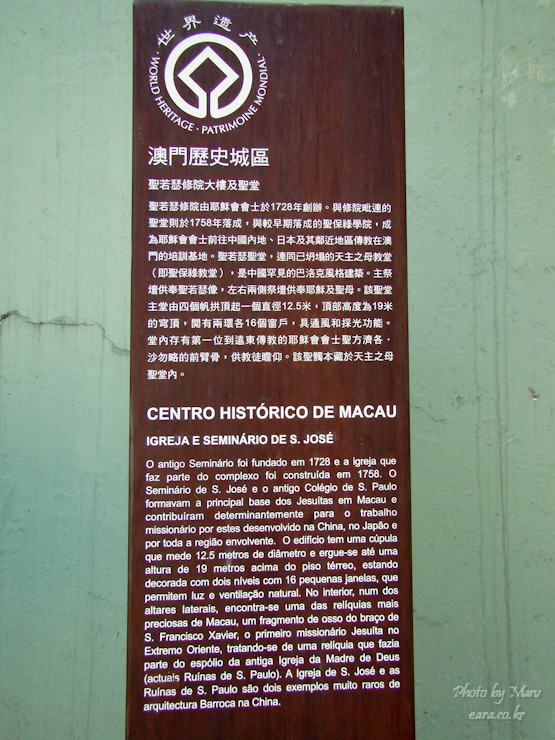 世界遗产
· WORLD HERITAGE · PATRIMOINE MONDIAL ·
澳門歷史城區
聖若瑟修院大樓及聖堂
聖若瑟修院由耶穌會會士於1728年創辦。與修院毗連的
聖堂則於1758年落成，與較早期落成的聖保祿學院，成
為耶穌會會士前往中國內地、日本及其鄰近地區傳教在澳
門的培訓基地。聖若瑟聖堂，連同已坍塌的天主之母教堂
（即聖保祿教堂），是中國罕見的巴洛克風格建築。主祭
壇供奉聖若瑟像，左右兩側祭壇供奉耶穌及聖母。該聖堂
主堂由四個帆拱頂起一個直徑12.5米，頂部高度為19米
的穹頂，開有兩環各16個窗戶，具通風和採光功能。
堂內存有第一位到遠東傳教的耶穌會會士聖方濟各·
沙勿略的前臂骨，供教徒瞻仰。該聖髑本藏於天主之母
聖堂內。
CENTRO HISTÓRICO DE MACAU
IGREJA E SEMINÁRIO DE S. JOSÉ
O antigo Seminário foi fundado em 1728 e a igreja que
faz parte do complexo foi construída em 1758. O
Seminário de S. José e o antigo Colégio de S. Paulo
formavam a principal base dos Jesuítas em Macau e
contribuíram determinantemente para o trabalho
missionário por estes desenvolvido na China, no Japão e
por toda a região envolvente. O edifício tem uma cúpula
que mede 12.5 metros de diâmetro e ergue-se até uma
altura de 19 metros acima do piso térreo, estando
decorada com dois níveis com 16 pequenas janelas, que
permitem luz e ventilação natural. No interior, num dos
altares laterais, encontra-se uma das relíquias mais
preciosas de Macau, um fragmento de osso do braço de
S. Francisco Xavier, o primeiro missionário Jesuíta no
Extremo Oriente, tratando-se de uma relíquia que fazia
parte do espólio da antiga Igreja da Madre de Deus
(actuais Ruínas de S. Paulo). A Igreja de S. José e as
Ruínas de S. Paulo são dois exemplos muito raros de
arquitectura Barroca na China.
Photo by Maru
eara.co.kr